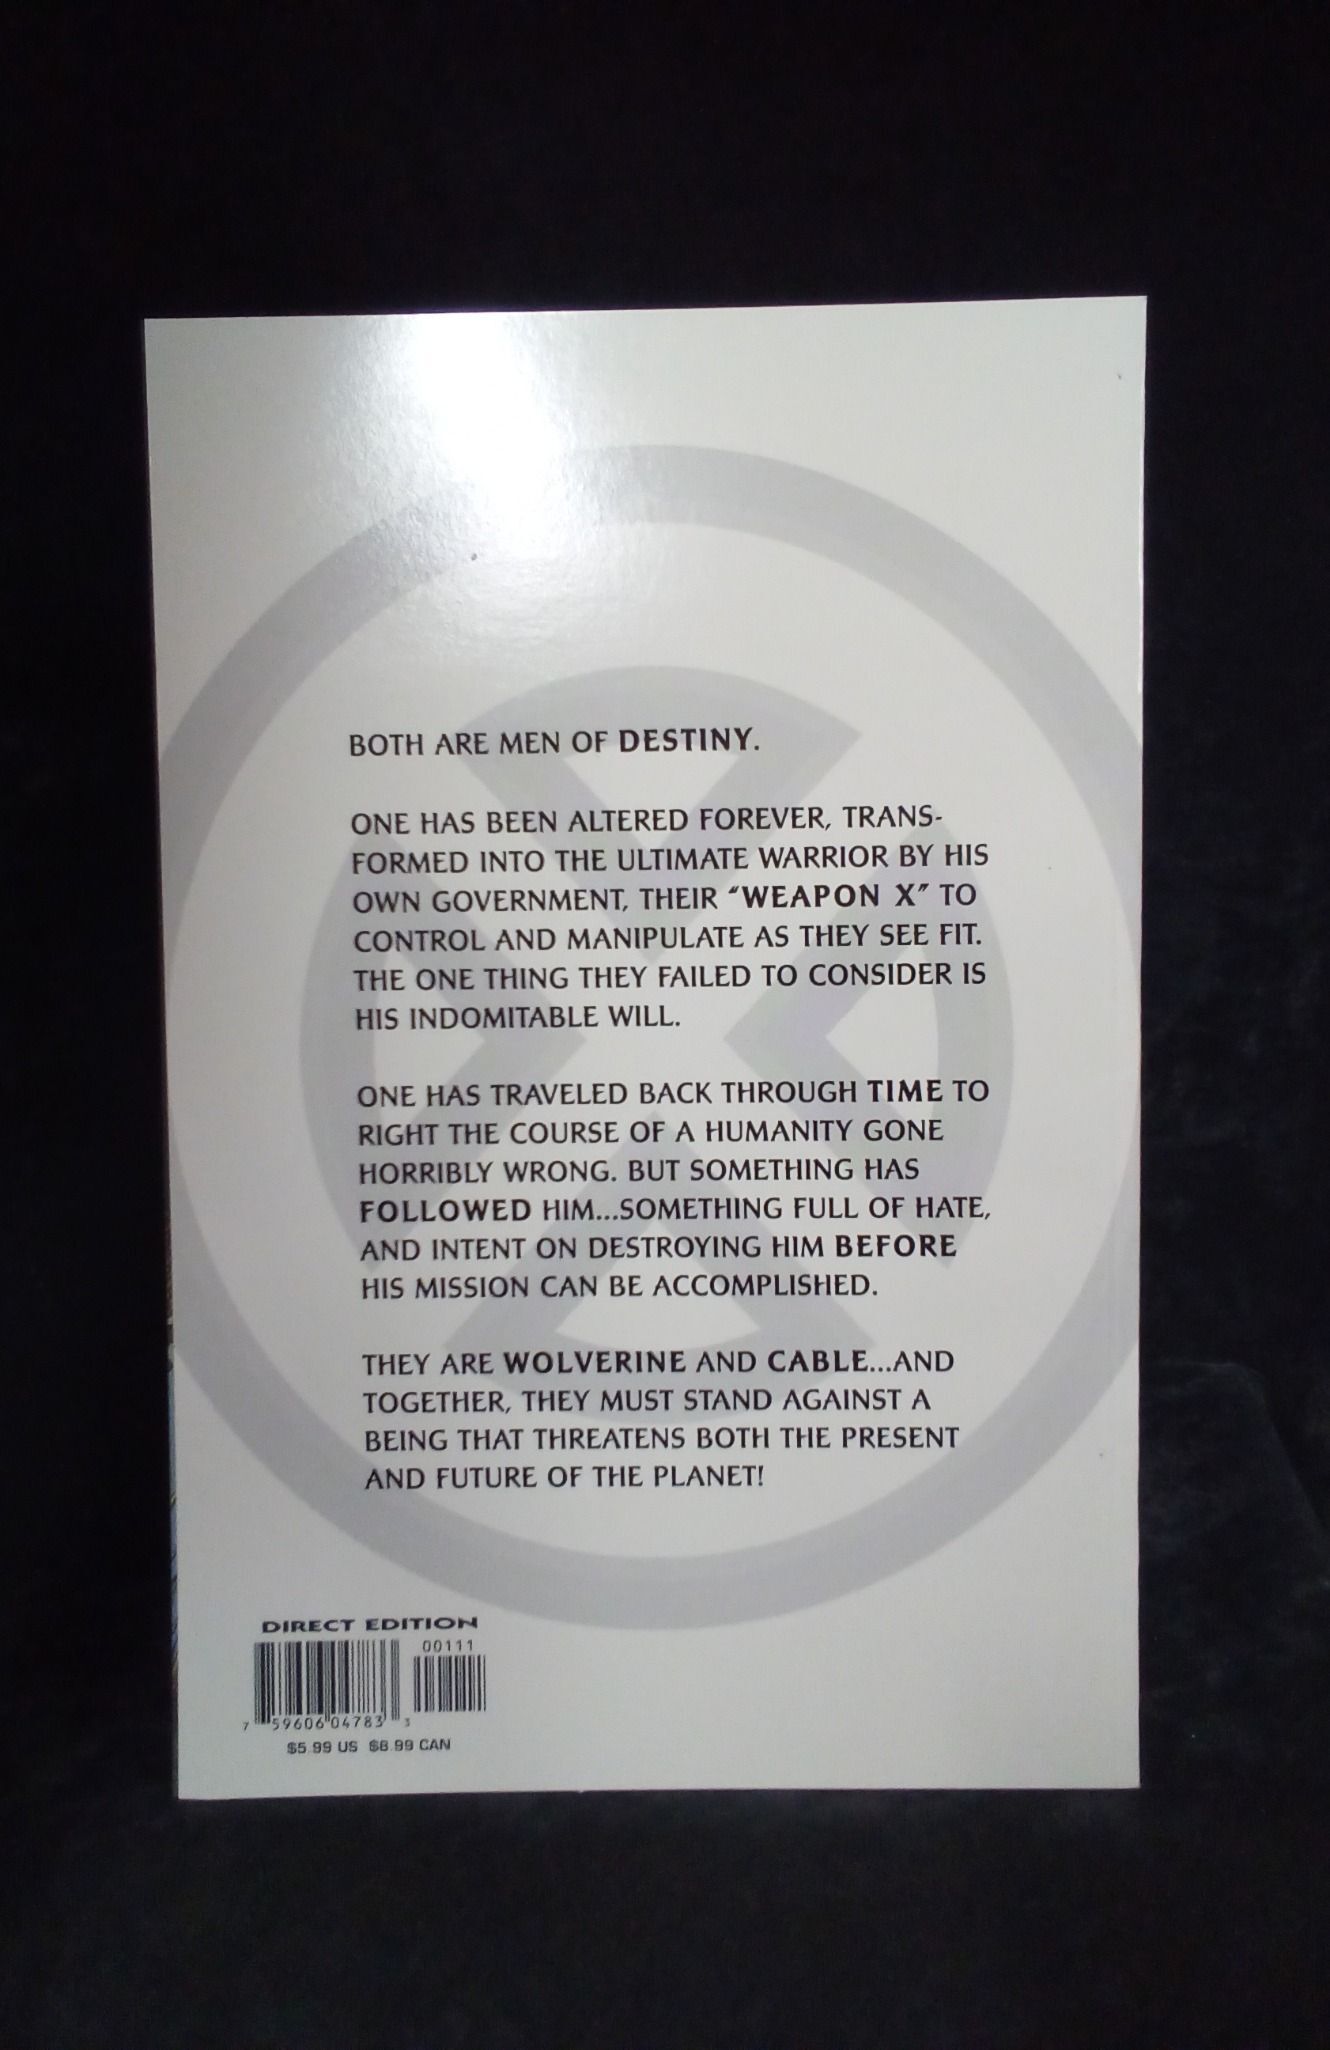 BOTH ARE MEN OF DESTINY.
ONE HAS BEEN ALTERED FOREVER, TRANS-
FORMED INTO THE ULTIMATE WARRIOR BY HIS
OWN GOVERNMENT, THEIR “WEAPON X” TO
CONTROL AND MANIPULATE AS THEY SEE FIT.
THE ONE THING THEY FAILED TO CONSIDER IS
HIS INDOMITABLE WILL.
ONE HAS TRAVELED BACK THROUGH TIME TO
RIGHT THE COURSE OF A HUMANITY GONE
HORRIBLY WRONG. BUT SOMETHING HAS
FOLLOWED HIM...SOMETHING FULL OF HATE,
AND INTENT ON DESTROYING HIM BEFORE
HIS MISSION CAN BE ACCOMPLISHED.
THEY ARE WOLVERINE AND CABLE...AND
TOGETHER, THEY MUST STAND AGAINST A
BEING THAT THREATENS BOTH THE PRESENT
AND FUTURE OF THE PLANET!
DIRECT EDITION
00111
7 59606 04783 3
$5.99 US $8.99 CAN